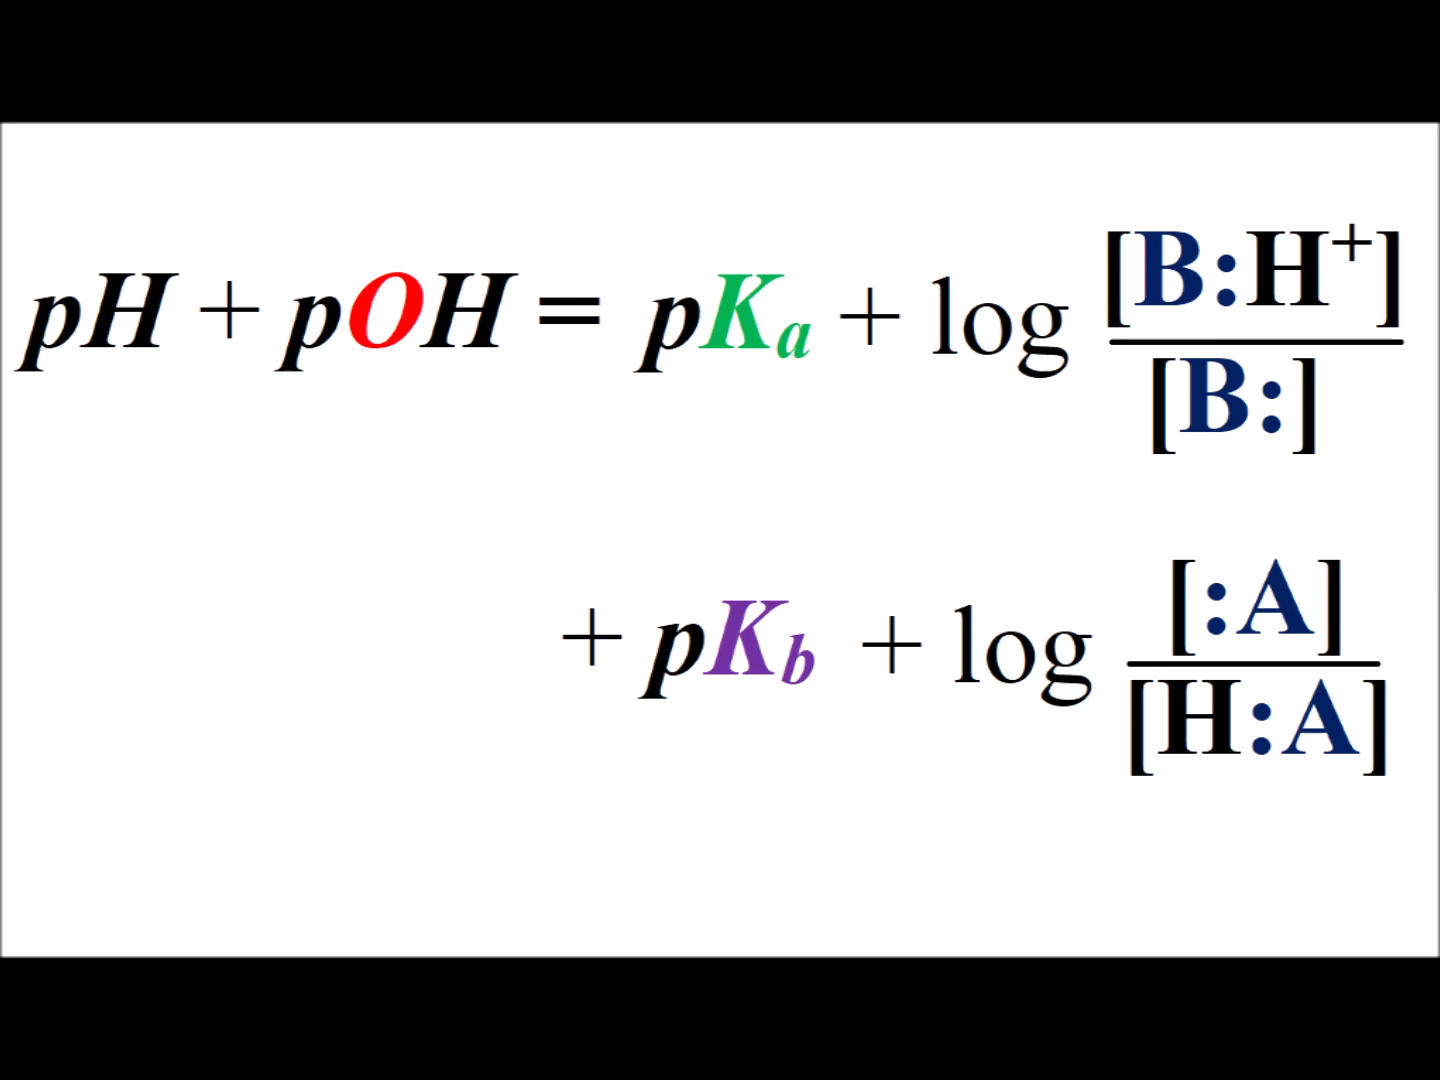 pH + pOH = pKa + log [B:H+] / [B:]
+ pKb + log [:A] / [H:A]